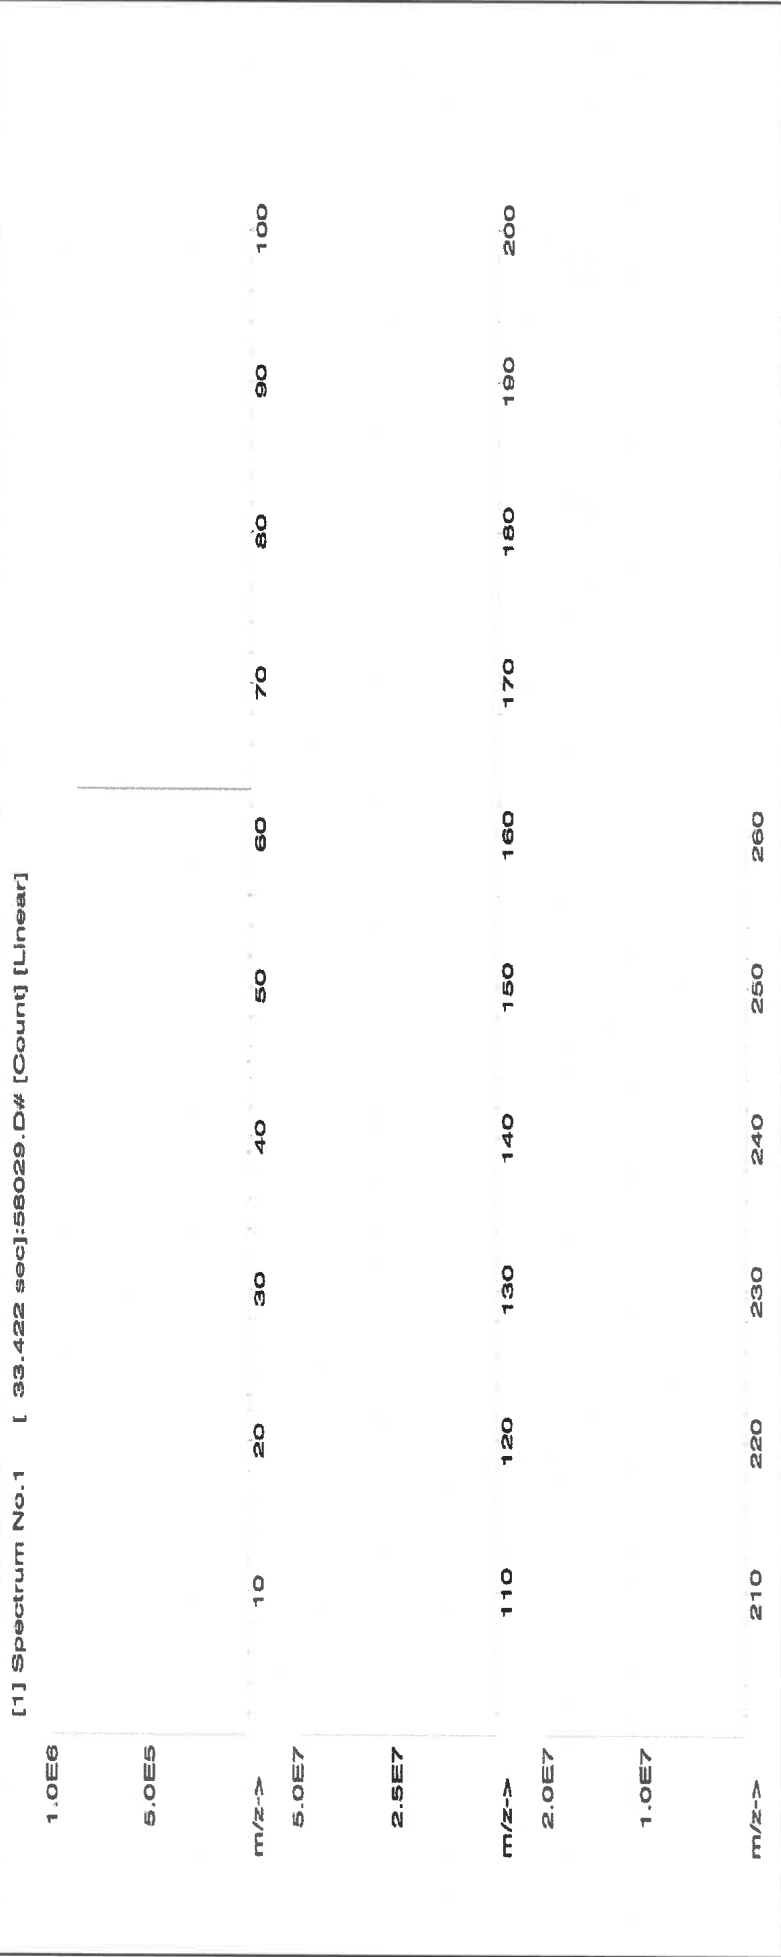 [1] Spectrum No.1 [ 33.422 sec]:58029.D# [Count] [Linear]
1.0E6
5.0E5
m/z-> 10 20 30 40 50 60 70 80 90 100
5.0E7
2.5E7
m/z-> 110 120 130 140 150 160 170 180 190 200
2.0E7
1.0E7
m/z-> 210 220 230 240 250 260